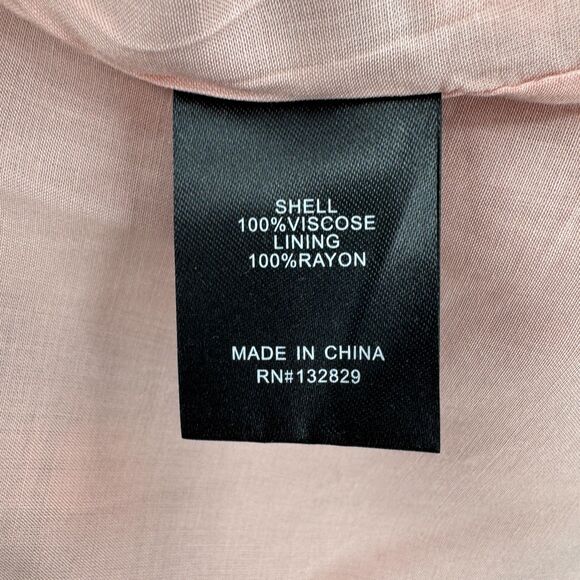 SHELL
100%VISCOSE
LINING
100%RAYON
MADE IN CHINA
RN#132829